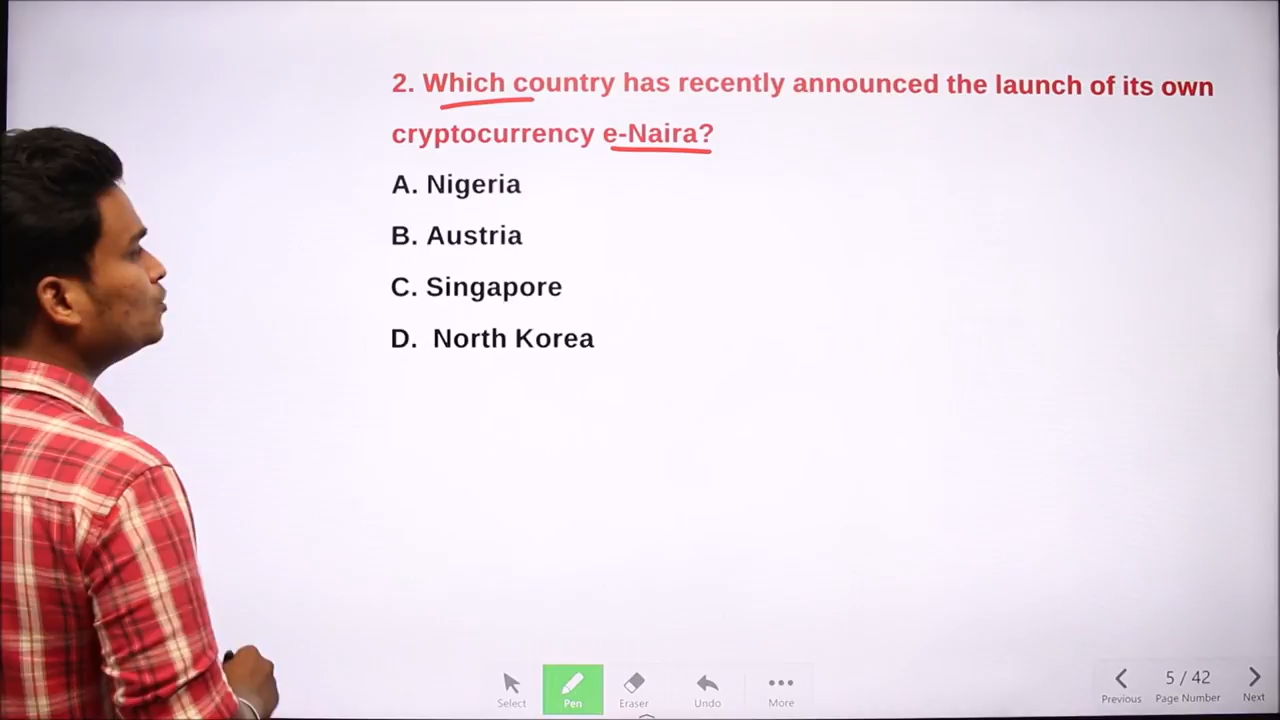 2. Which country has recently announced the launch of its own
cryptocurrency e-Naira?
A. Nigeria
B. Austria
C. Singapore
D. North Korea
Select
Pen
Eraser
Undo
More
Previous
5 / 42
Page Number
Next